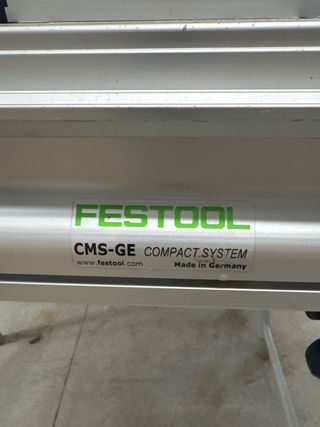 FESTOOL
CMS-GE COMPACT SYSTEM
www.festool.com Made in Germany